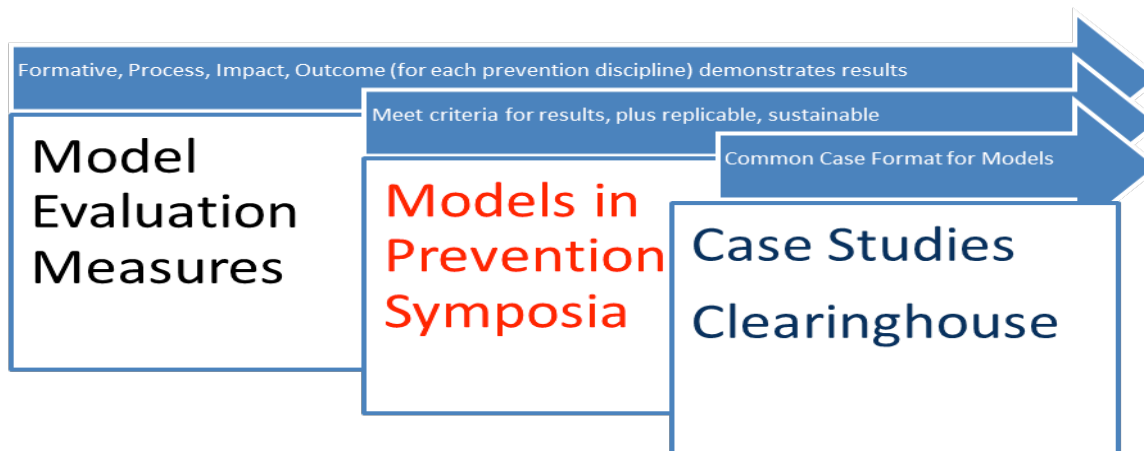 Formative, Process, Impact, Outcome (for each prevention discipline) demonstrates results
Meet criteria for results, plus replicable, sustainable
Common Case Format for Models
Model
Evaluation
Measures
Models in
Prevention
Symposia
Case Studies
Clearinghouse